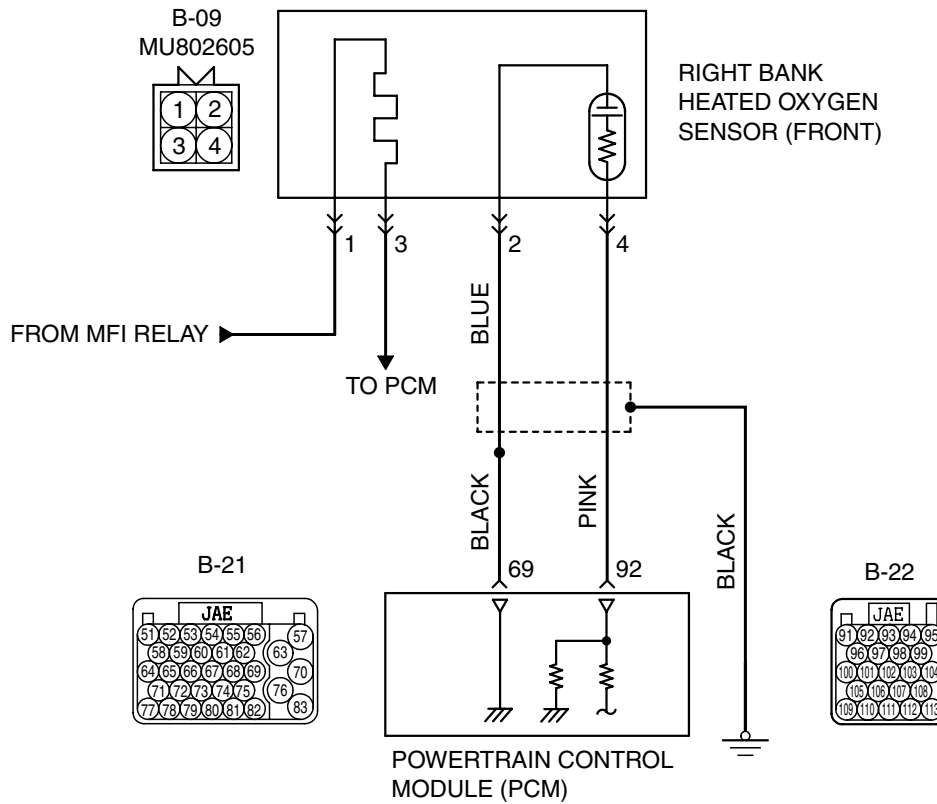 B-09
MU802605
1 2
3 4
RIGHT BANK
HEATED OXYGEN
SENSOR (FRONT)
1 3 2 4
FROM MFI RELAY
TO PCM
BLUE
BLACK
PINK
BLACK
69 92
B-21
JAE
51 52 53 54 55 56 57
58 59 60 61 62 63
64 65 66 67 68 69 70
71 72 73 74 75 76
77 78 79 80 81 82 83
B-22
JAE
91 92 93 94 95
96 97 98 99
100 101 102 103 104
105 106 107 108
109 110 111 112 113
POWERTRAIN CONTROL
MODULE (PCM)